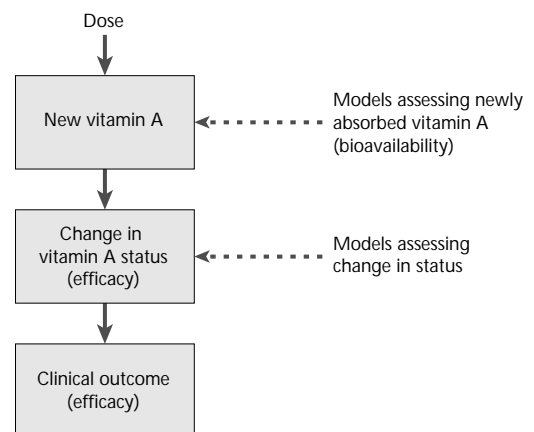 Dose
New vitamin A
Models assessing newly
absorbed vitamin A
(bioavailability)
Change in
vitamin A status
(efficacy)
Models assessing
change in status
Clinical outcome
(efficacy)